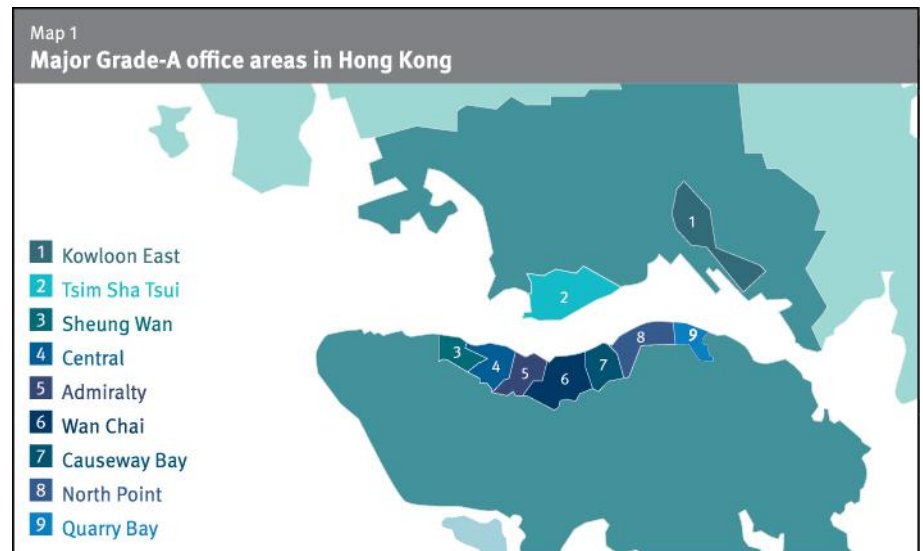 Map 1
Major Grade-A office areas in Hong Kong
1 Kowloon East
2 Tsim Sha Tsui
3 Sheung Wan
4 Central
5 Admiralty
6 Wan Chai
7 Causeway Bay
8 North Point
9 Quarry Bay
1
2
3
4
5
6
7
8
9